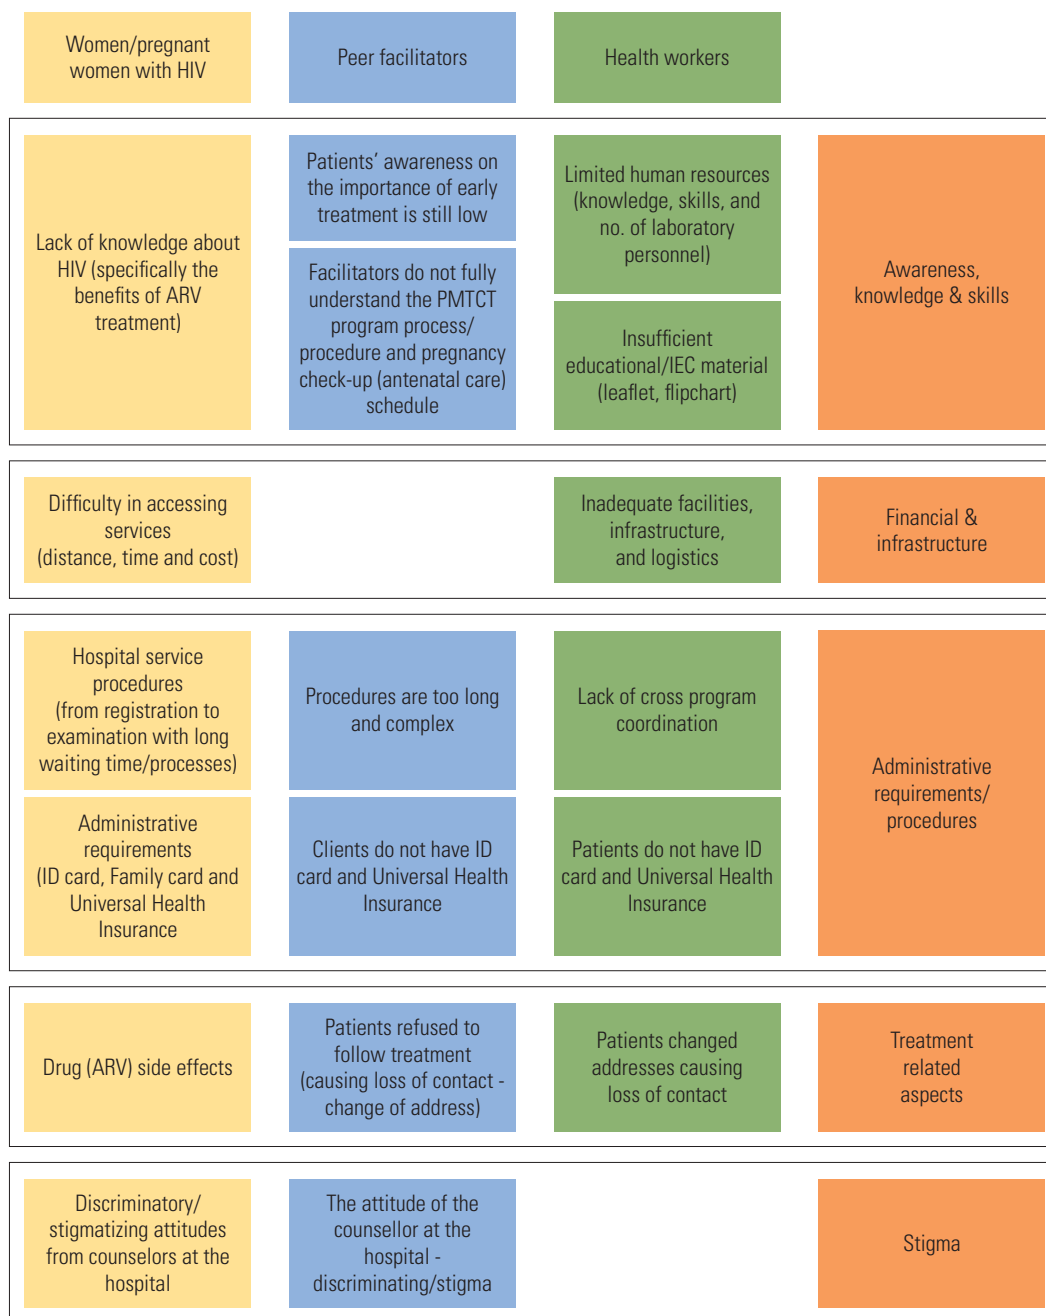 Women/pregnant
women with HIV
Peer facilitators
Health workers
Lack of knowledge about
HIV (specifically the
benefits of ARV
treatment)
Patients’ awareness on
the importance of early
treatment is still low
Facilitators do not fully
understand the PMTCT
program process/
procedure and pregnancy
check-up (antenatal care)
schedule
Limited human resources
(knowledge, skills, and
no. of laboratory
personnel)
Insufficient
educational/IEC material
(leaflet, flipchart)
Awareness,
knowledge & skills
Difficulty in accessing
services
(distance, time and cost)
Inadequate facilities,
infrastructure,
and logistics
Financial &
infrastructure
Hospital service
procedures
(from registration to
examination with long
waiting time/processes)
Procedures are too long
and complex
Lack of cross program
coordination
Administrative
requirements/
procedures
Administrative
requirements
(ID card, Family card and
Universal Health
Insurance
Clients do not have ID
card and Universal Health
Insurance
Patients do not have ID
card and Universal Health
Insurance
Drug (ARV) side effects
Patients refused to
follow treatment
(causing loss of contact -
change of address)
Patients changed
addresses causing
loss of contact
Treatment
related
aspects
Discriminatory/
stigmatizing attitudes
from counselors at the
hospital
The attitude of the
counsellor at the
hospital -
discriminating/stigma
Stigma